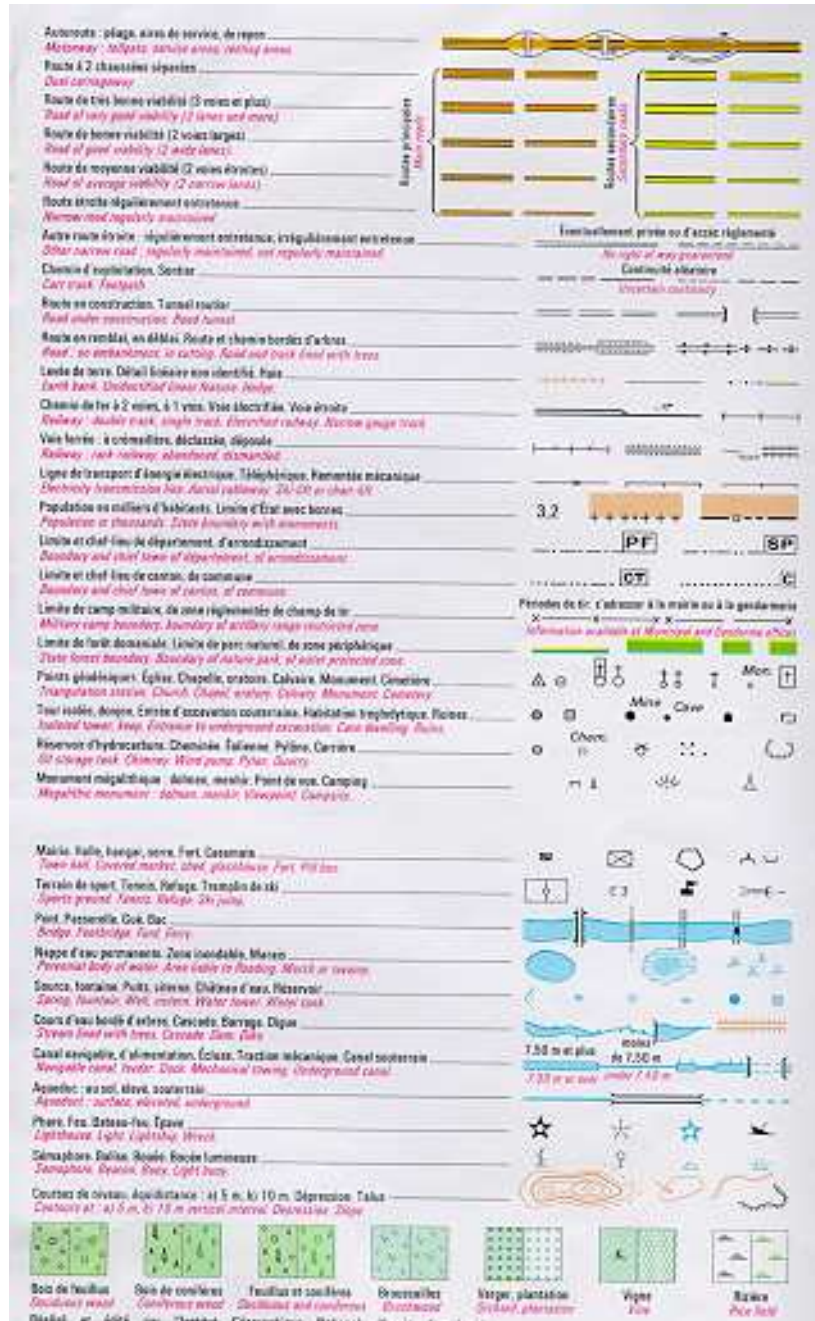 Autoroute : péage, aires de service, de repos
Motorway : tollgate, service areas, resting areas
Route à 2 chaussées séparées
Dual carriageway
Route de très bonne viabilité (3 voies et plus)
Road of very good viability (3 lanes and more)
Route de bonne viabilité (2 voies larges)
Road of good viability (2 wide lanes)
Route de moyenne viabilité (2 voies étroites)
Road of average viability (2 narrow lanes)
Route étroite régulièrement entretenue
Narrow road regularly maintained
Routes principales
Main roads
Routes secondaires
Secondary roads
Autre route étroite : régulièrement entretenue, irrégulièrement entretenue
Other narrow road : regularly maintained, not regularly maintained
Éventuellement privée ou d'accès réglementé
No right of way guaranteed
Chemin d'exploitation, Sentier
Cart track. Footpath
Continuité aléatoire
Uncertain continuity
Route en construction. Tunnel routier
Road under construction. Road tunnel
Route en remblai, en déblai. Route et chemin bordés d'arbres
Road : on embankment, in cutting. Road and track lined with trees
Levée de terre. Détail linéaire non identifié. Haie
Earth bank. Unidentified linear feature. Hedge
Chemin de fer à 2 voies, à 1 voie. Voie électrifiée. Voie étroite
Railway : double track, single track. Electrified railway. Narrow gauge track
Voie ferrée : à crémaillère, déclassée, déposée
Railway : rack railway, abandoned, dismantled
Ligne de transport d'énergie électrique. Téléphérique. Remontée mécanique
Electricity transmission line. Aerial cableway. Ski-lift or chair-lift
Population en milliers d'habitants. Limite d'État avec bornes
Population in thousands. State boundary with monuments
3,2
Limite et chef-lieu de département, d'arrondissement
Boundary and chief town of département, of arrondissement
PF
SP
Limite et chef-lieu de canton, de commune
Boundary and chief town of canton, of commune
CT
C
Limite de camp militaire, de zone réglementée de champ de tir
Military camp boundary, boundary of artillery range restricted zone
Périodes de tir, s'adresser à la mairie ou à la gendarmerie
Information available at Municipal and Gendarme offices
Limite de forêt domaniale. Limite de parc naturel, de zone périphérique
State forest boundary. Boundary of nature park, of outer protected zone
Points géodésiques. Église. Chapelle, oratoire. Calvaire. Monument. Cimetière
Triangulation station. Church. Chapel, oratory. Calvary. Monument. Cemetery
Mon.
Tour isolée, donjon. Entrée d'excavation souterraine. Habitation troglodytique. Ruines
Isolated tower, keep. Entrance to underground excavation. Cave dwelling. Ruins
Mine
Cave
Réservoir d'hydrocarbure. Cheminée. Éolienne. Pylône. Carrière
Oil storage tank. Chimney. Wind pump. Pylon. Quarry
Chem.
Monument mégalithique : dolmen, menhir. Point de vue. Camping
Megalithic monument : dolmen, menhir. Viewpoint. Campsite
Mairie. Halle, hangar, serre. Fort. Casemate
Town hall. Covered market, shed, glasshouse. Fort. Pill box
Terrain de sport. Tennis. Refuge. Tremplin de ski
Sports ground. Tennis. Refuge. Ski jump
Pont. Passerelle. Gué. Bac
Bridge. Footbridge. Ford. Ferry
Nappe d'eau permanente. Zone inondable. Marais
Perennial body of water. Area liable to flooding. Marsh or swamp
Source, fontaine. Puits, citerne. Château d'eau. Réservoir
Spring, fountain. Well, cistern. Water tower. Water tank
Cours d'eau bordé d'arbres. Cascade. Barrage. Digue
Stream lined with trees. Cascade. Dam. Dyke
Canal navigable, d'alimentation. Écluse. Traction mécanique. Canal souterrain
Navigable canal, feeder. Lock. Mechanical towing. Underground canal
7,50 m et plus
moins de 7,50 m
7.50 m or over
under 7.50 m
Aqueduc : au sol, élevé, souterrain
Aqueduct : surface, elevated, underground
Phare. Feu. Bateau-feu. Épave
Lighthouse. Light. Lightship. Wreck
Sémaphore. Balise. Bouée. Bouée lumineuse
Semaphore. Beacon. Buoy. Light buoy
Courbes de niveau, équidistance : a) 5 m, b) 10 m. Dépression. Talus
Contours at : a) 5 m, b) 10 m vertical interval. Depression. Slope
Bois de feuillus
Deciduous wood
Bois de conifères
Coniferous wood
Feuillus et conifères
Deciduous and coniferous
Broussailles
Brushwood
Verger, plantation
Orchard, plantation
Vigne
Vine
Rizière
Rice field